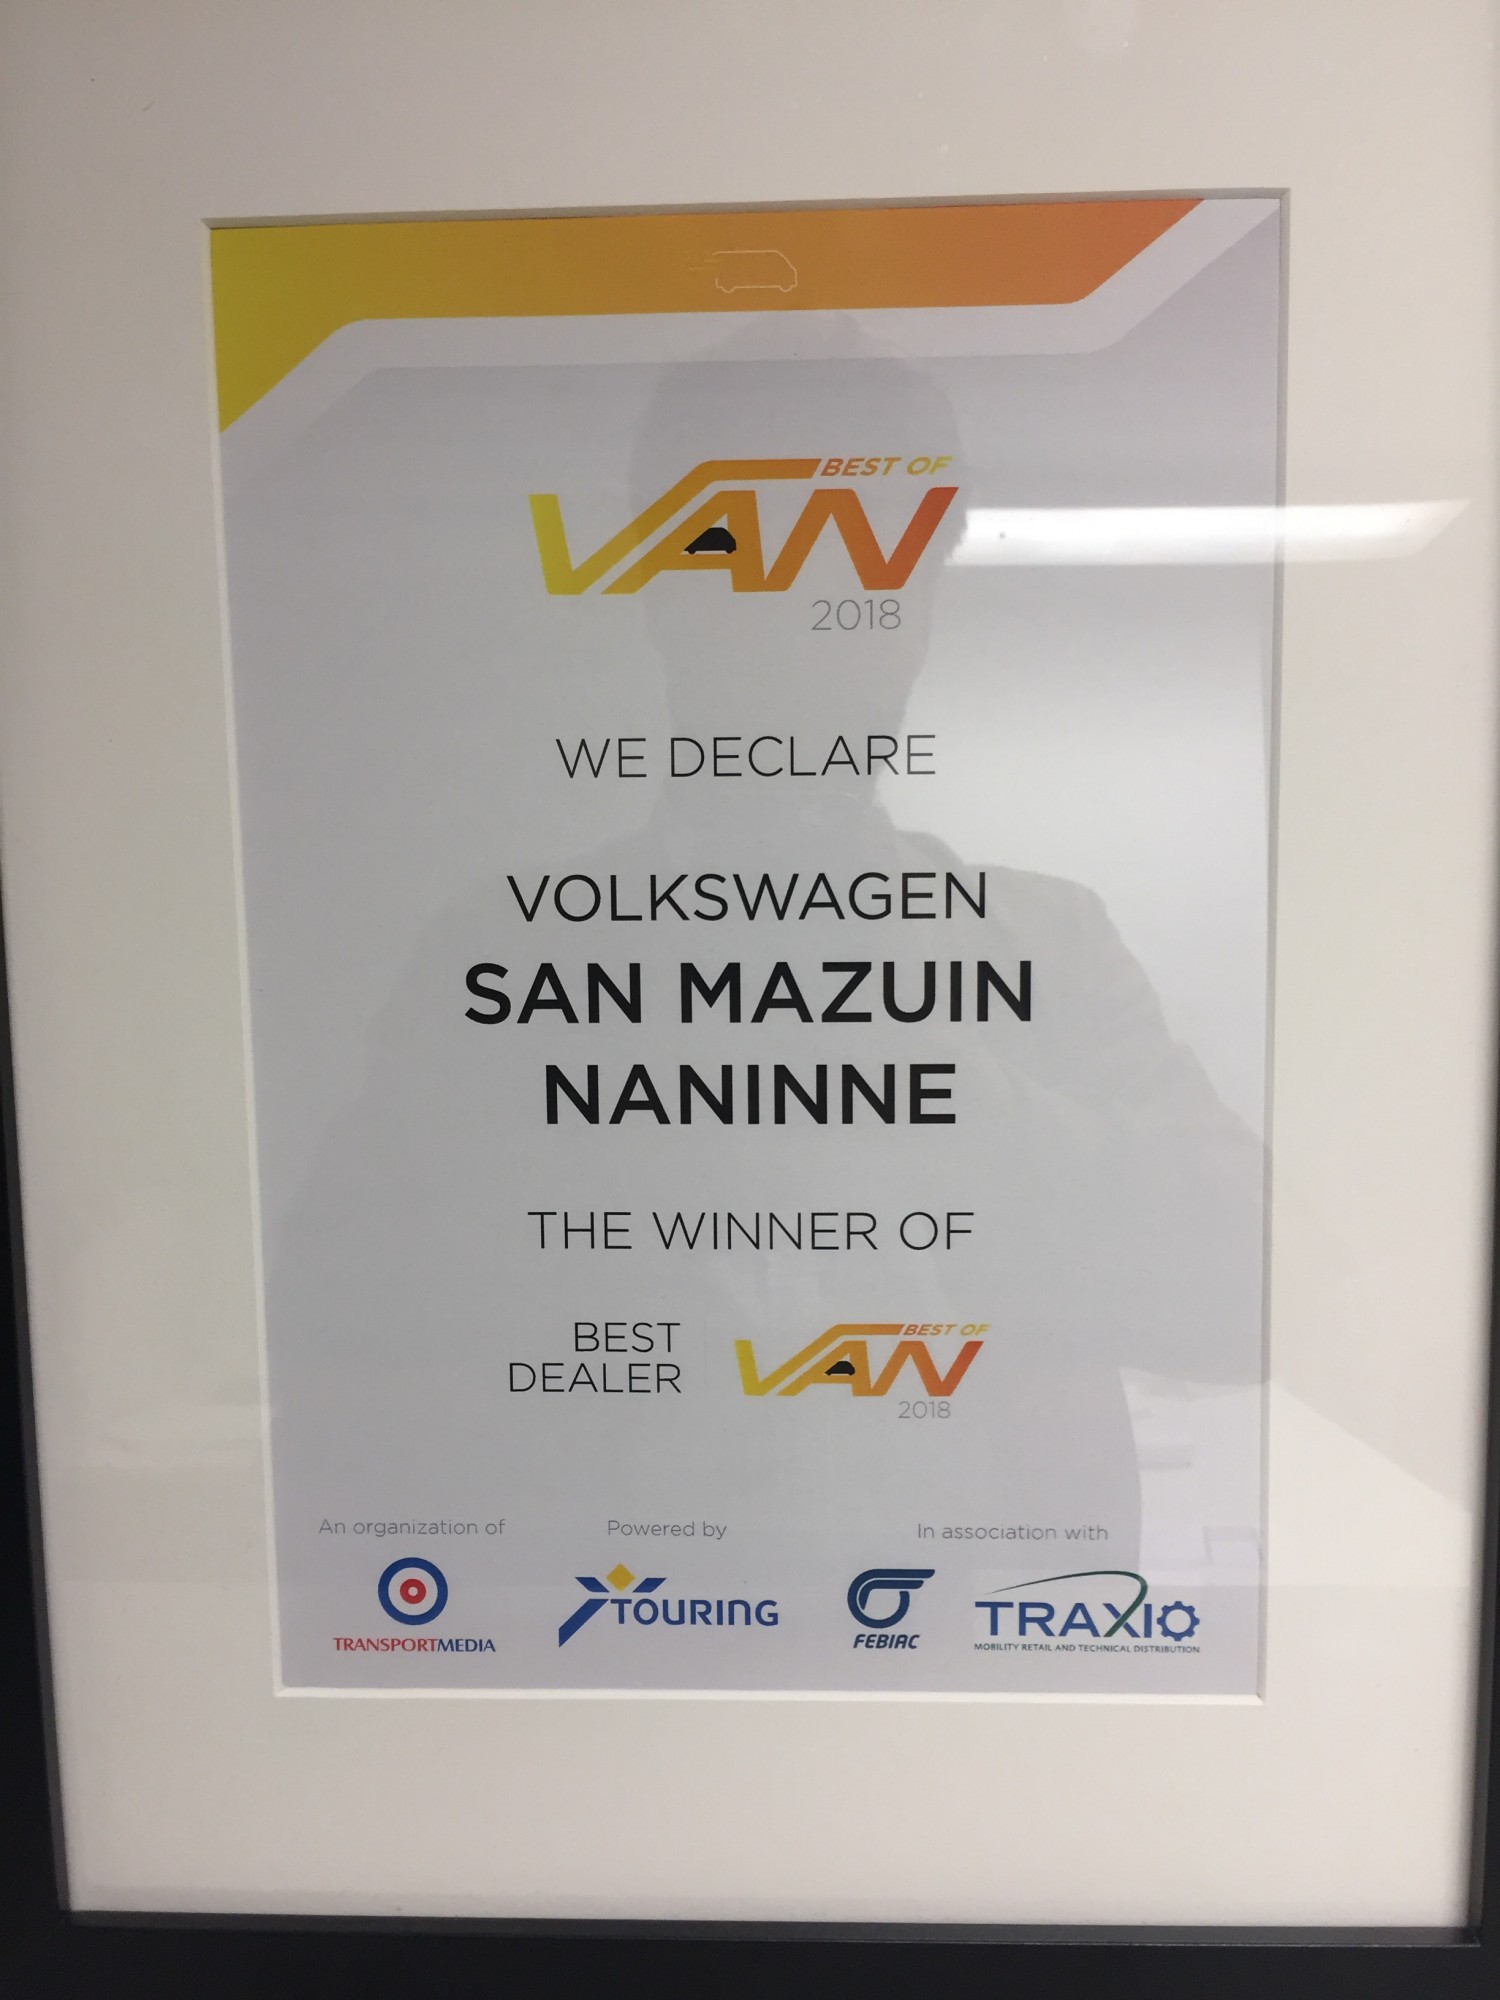 BEST OF
VAN
2018
WE DECLARE
VOLKSWAGEN
SAN MAZUIN
NANINNE
THE WINNER OF
BEST
DEALER
BEST OF
VAN
2018
An organization of
TRANSPORTMEDIA
Powered by
TOURING
In association with
FEBIAC
TRAXIO
MOBILITY RETAIL AND TECHNICAL DISTRIBUTION